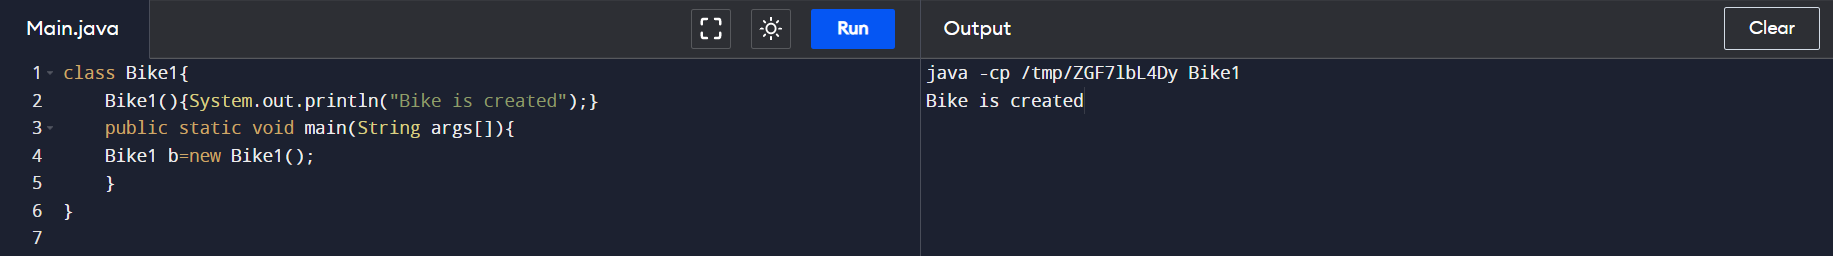 Main.java
Run
Output
Clear
1 class Bike1{
2     Bike1(){System.out.println("Bike is created");}
3     public static void main(String args[]){
4     Bike1 b=new Bike1();
5     }
6 }
7
java -cp /tmp/ZGF7lbL4Dy Bike1
Bike is created